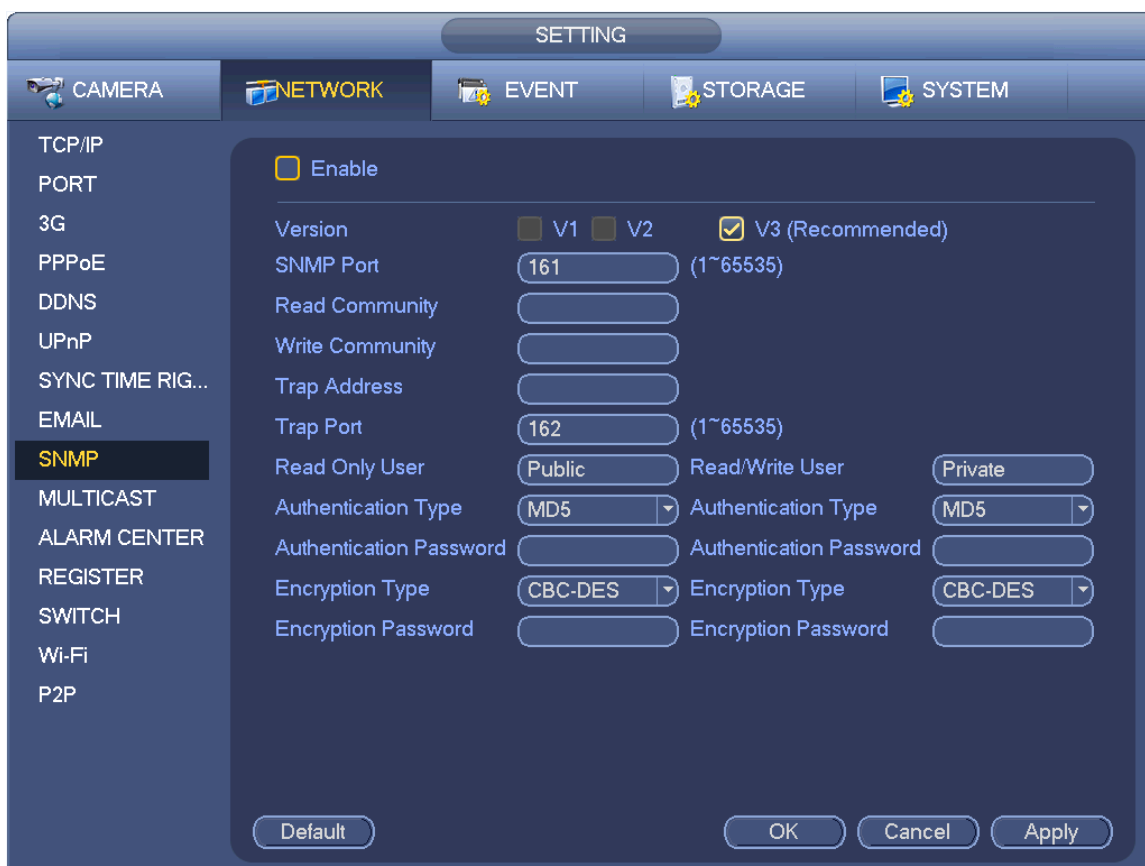 SETTING
CAMERA NETWORK EVENT STORAGE SYSTEM
TCP/IP
PORT
3G
PPPoE
DDNS
UPnP
SYNC TIME RIG...
EMAIL
SNMP
MULTICAST
ALARM CENTER
REGISTER
SWITCH
Wi-Fi
P2P
Enable
Version V1 V2 V3 (Recommended)
SNMP Port 161 (1~65535)
Read Community
Write Community
Trap Address
Trap Port 162 (1~65535)
Read Only User Public Read/Write User Private
Authentication Type MD5 Authentication Type MD5
Authentication Password Authentication Password
Encryption Type CBC-DES Encryption Type CBC-DES
Encryption Password Encryption Password
Default OK Cancel Apply